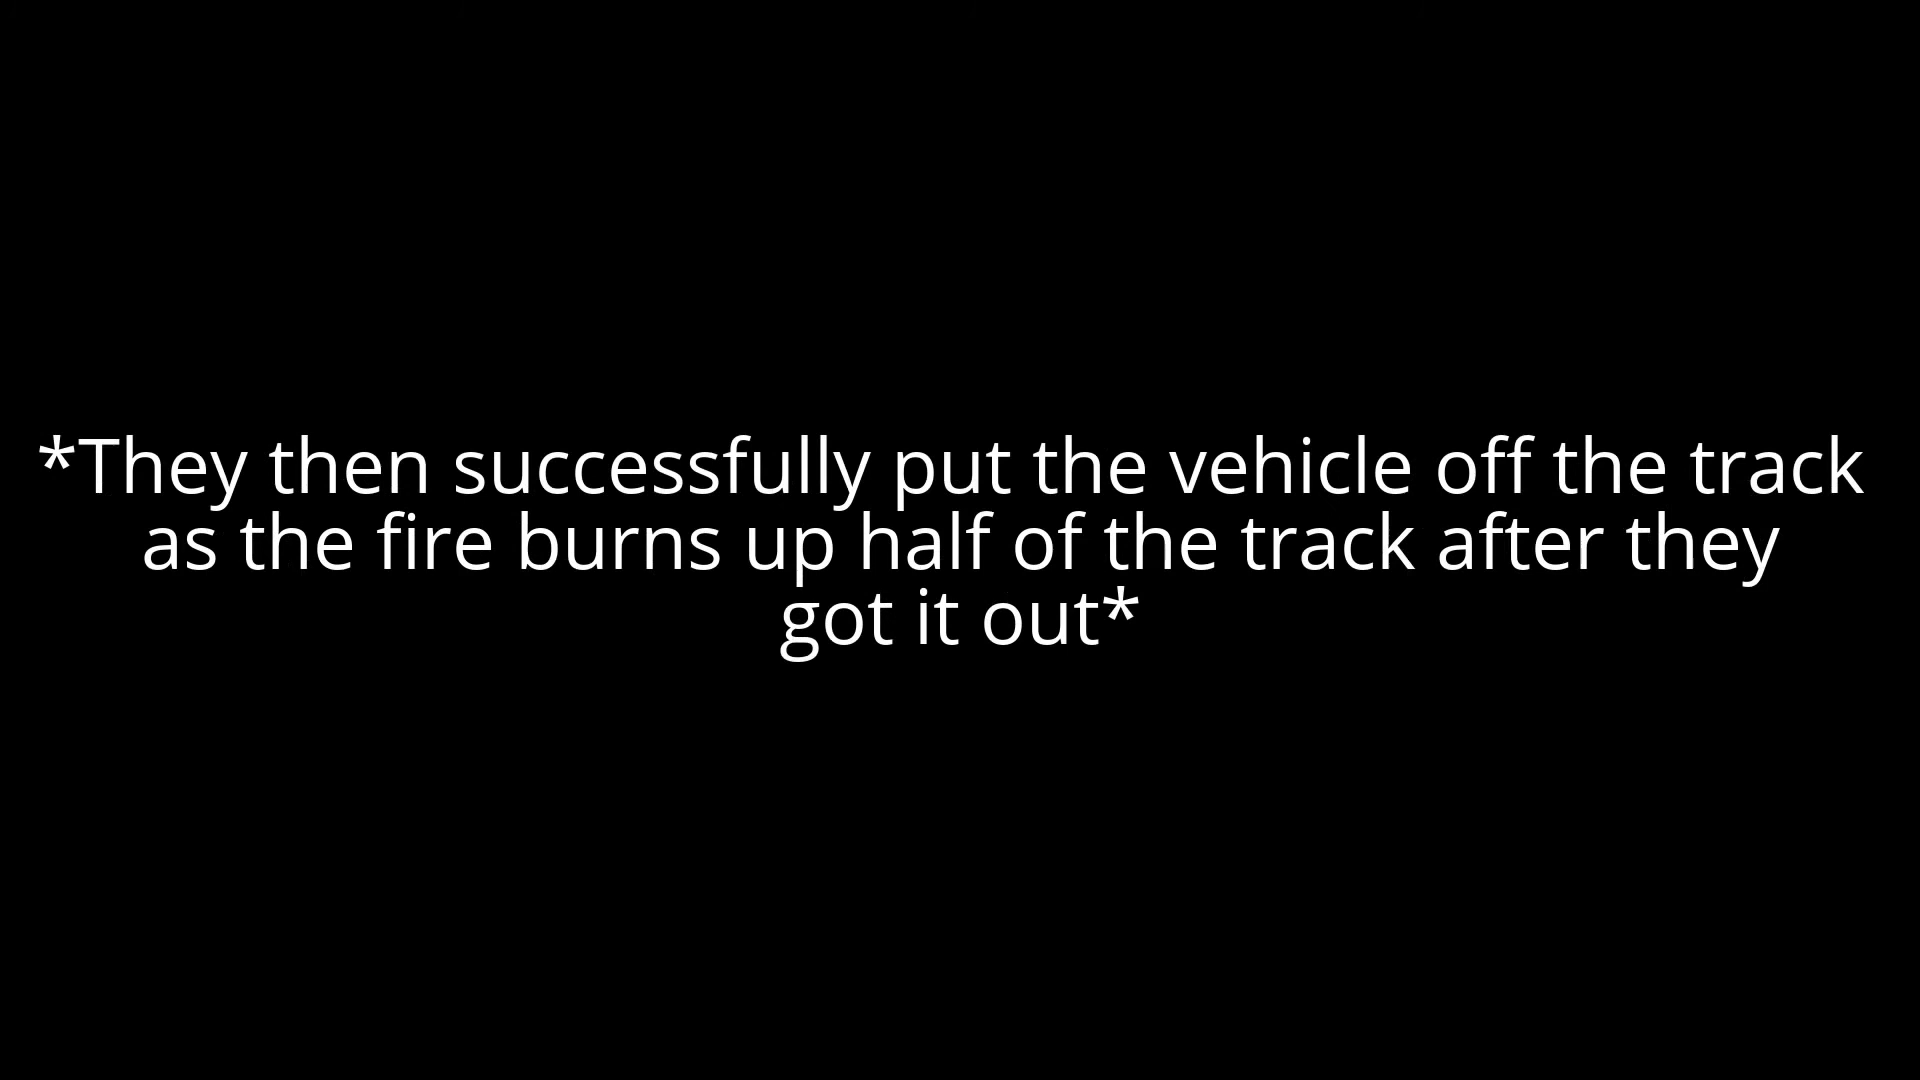 *They then successfully put the vehicle off the track
as the fire burns up half of the track after they
got it out*